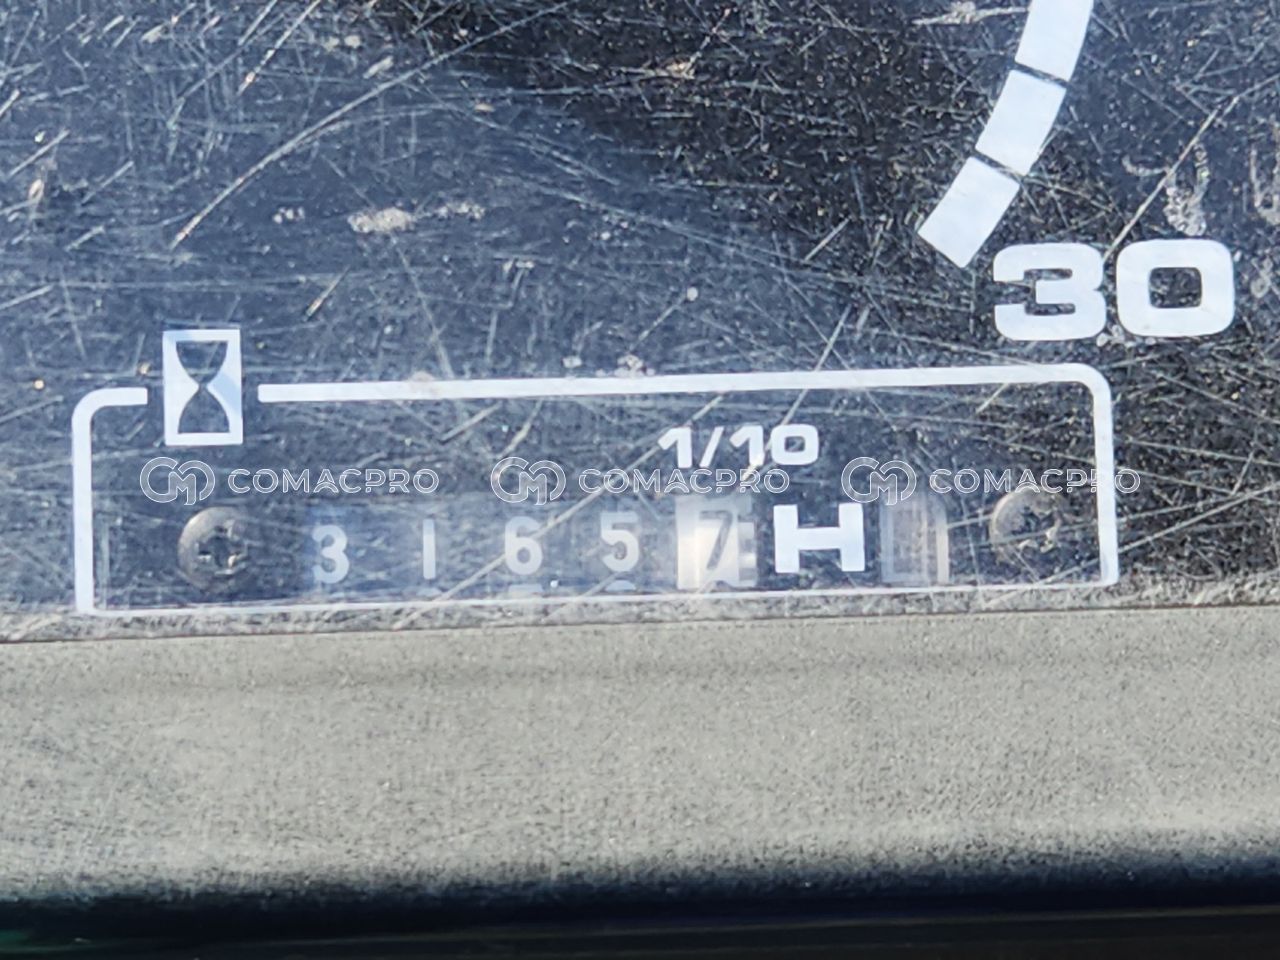 30
1/10
COMACPRO COMACPRO COMACPRO
3 1 6 5 7 H